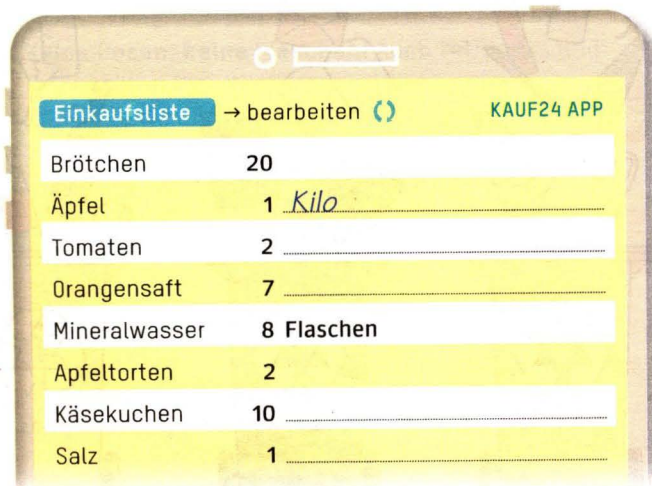 Einkaufsliste → bearbeiten KAUF24 APP
Brötchen 20
Äpfel 1 Kilo
Tomaten 2
Orangensaft 7
Mineralwasser 8 Flaschen
Apfeltorten 2
Käsekuchen 10
Salz 1